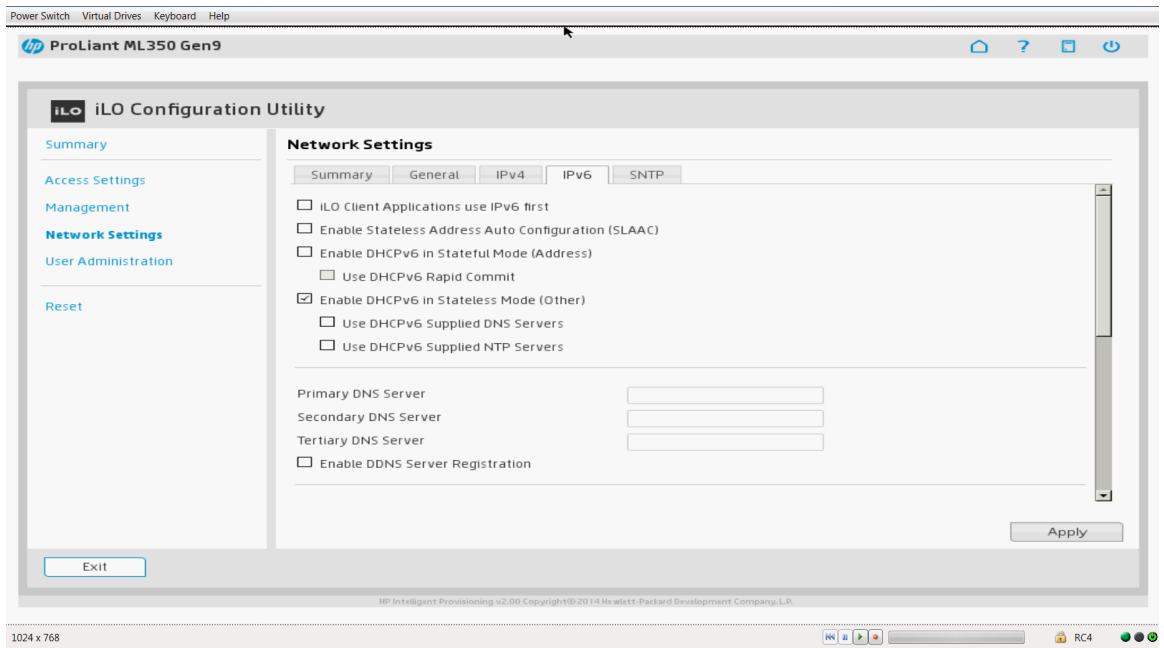 Power Switch Virtual Drives Keyboard Help
hp ProLiant ML350 Gen9
iLO iLO Configuration Utility
Summary
Access Settings
Management
Network Settings
User Administration
Reset
Network Settings
Summary General IPv4 IPv6 SNTP
iLO Client Applications use IPv6 first
Enable Stateless Address Auto Configuration (SLAAC)
Enable DHCPv6 in Stateful Mode (Address)
Use DHCPv6 Rapid Commit
Enable DHCPv6 in Stateless Mode (Other)
Use DHCPv6 Supplied DNS Servers
Use DHCPv6 Supplied NTP Servers
Primary DNS Server
Secondary DNS Server
Tertiary DNS Server
Enable DDNS Server Registration
Apply
Exit
HP Intelligent Provisioning v2.00 Copyright© 2014 Hewlett-Packard Development Company, L.P.
1024 x 768 RC4